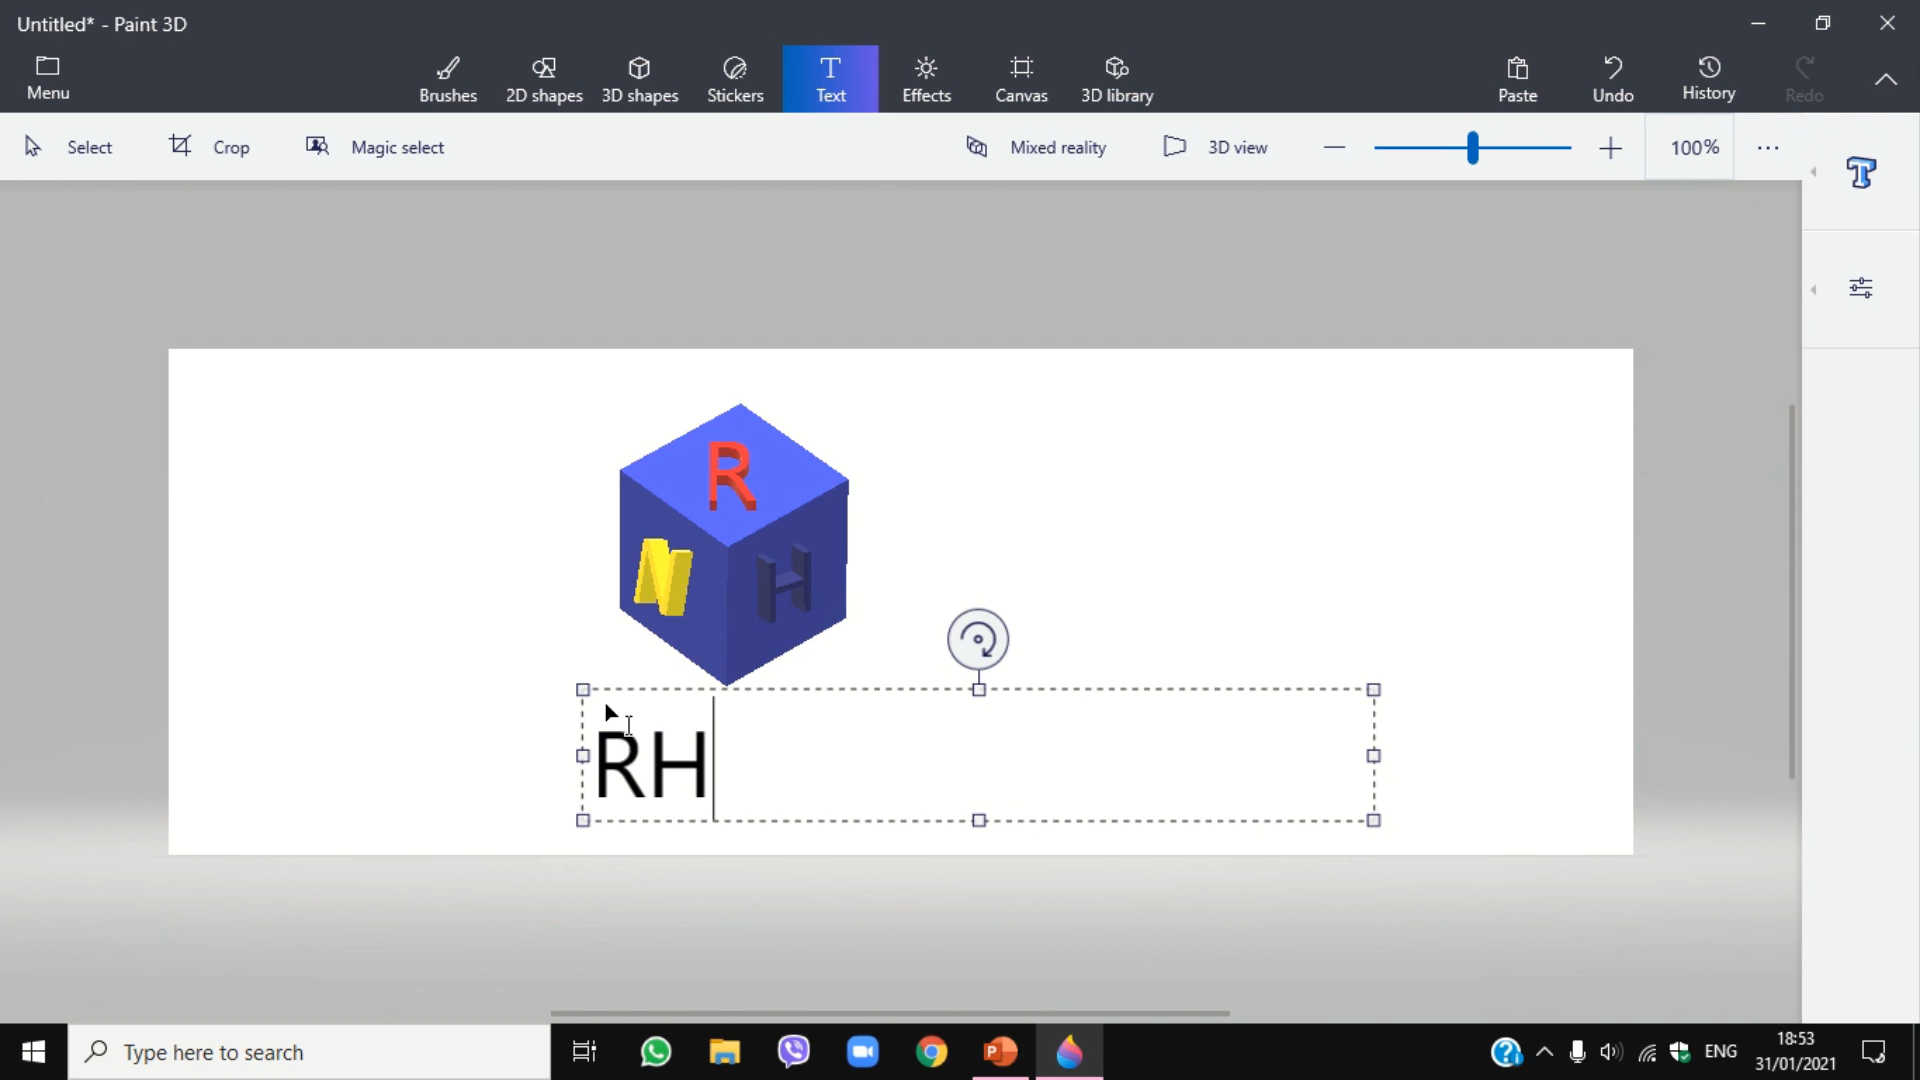 Untitled* - Paint 3D
Menu
Brushes
2D shapes
3D shapes
Stickers
Text
Effects
Canvas
3D library
Paste
Undo
History
Redo
Select
Crop
Magic select
Mixed reality
3D view
100%
R
N
H
RH
Type here to search
ENG
18:53
31/01/2021